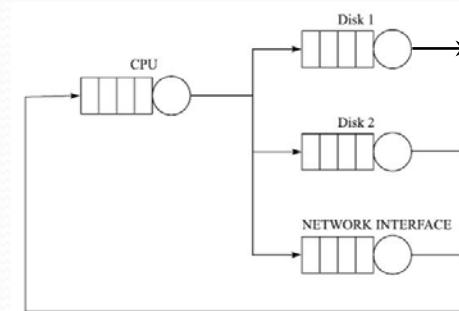 Disk 1
CPU
Disk 2
NETWORK INTERFACE